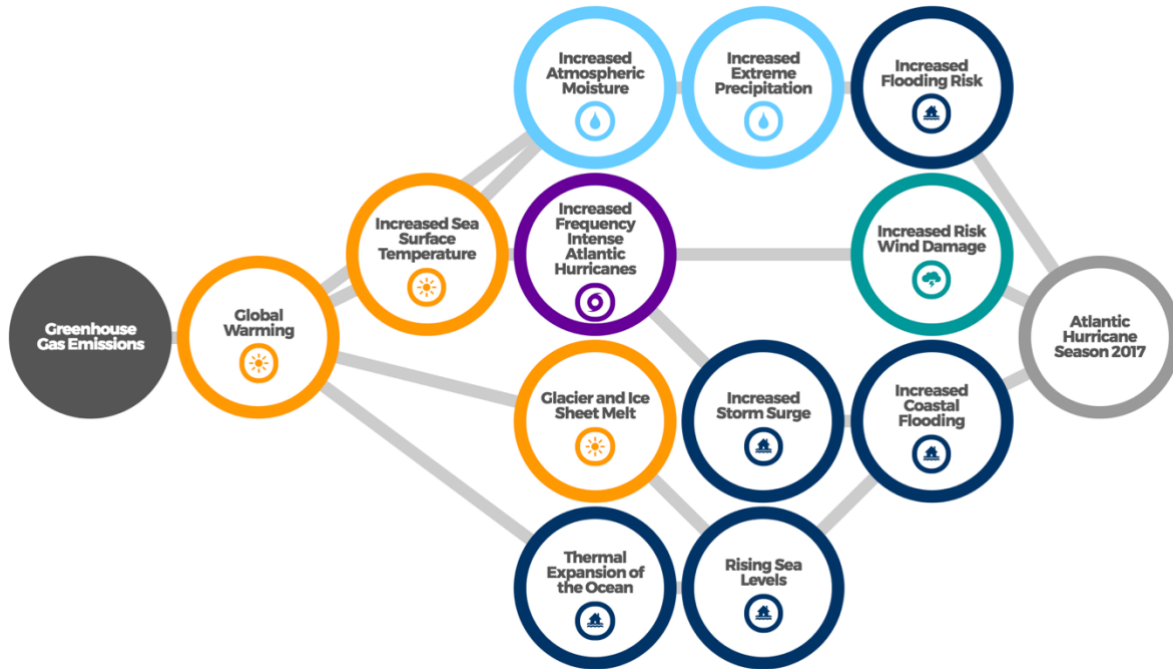 Increased
Atmospheric
Moisture
Increased
Extreme
Precipitation
Increased
Flooding Risk
Increased Sea
Surface
Temperature
Increased
Frequency
Intense
Atlantic
Hurricanes
Increased Risk
Wind Damage
Greenhouse
Gas Emissions
Global
Warming
Atlantic
Hurricane
Season 2017
Glacier and Ice
Sheet Melt
Increased
Storm Surge
Increased
Coastal
Flooding
Thermal
Expansion of
the Ocean
Rising Sea
Levels